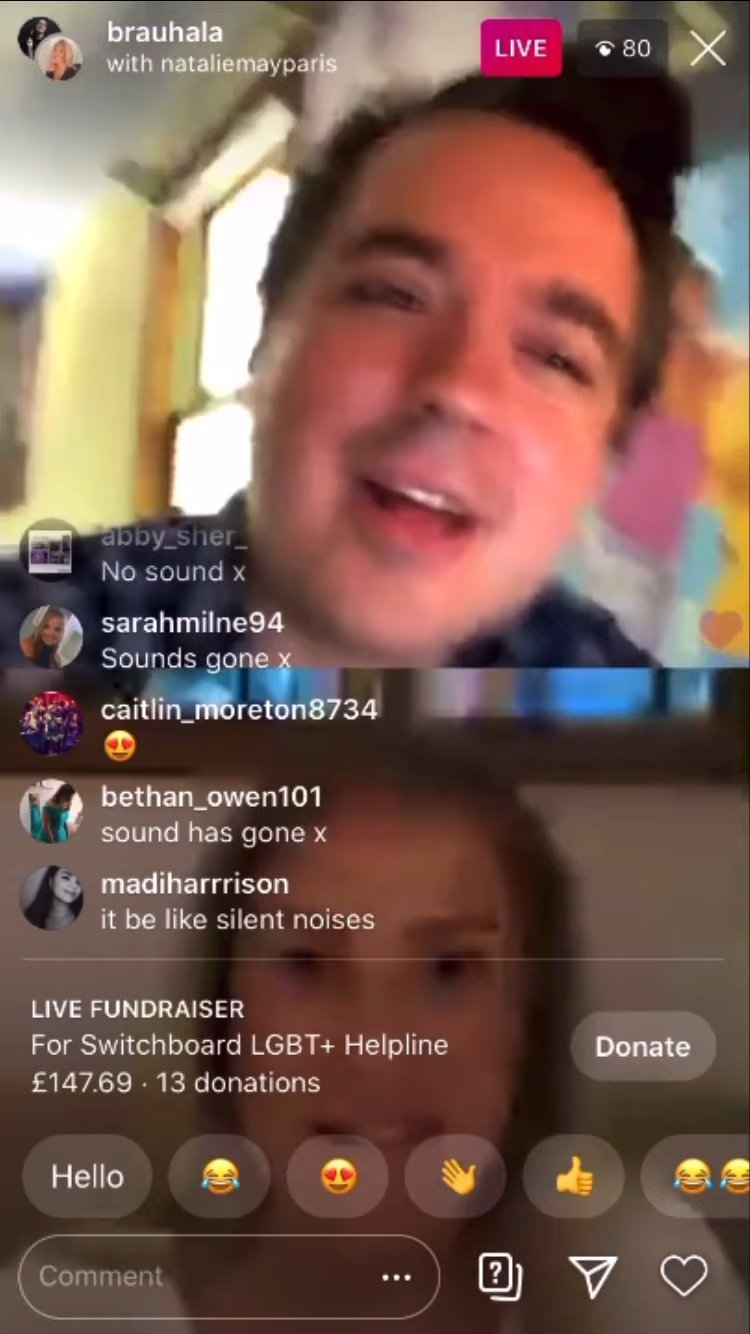 brauhala
with nataliemayparis
LIVE
80
abby_sher_
No sound x
sarahmilne94
Sounds gone x
caitlin_moreton8734
😍
bethan_owen101
sound has gone x
madiharrrison
it be like silent noises
LIVE FUNDRAISER
For Switchboard LGBT+ Helpline
£147.69 · 13 donations
Donate
Hello 😂 😍 👋 👍 😂😂
Comment